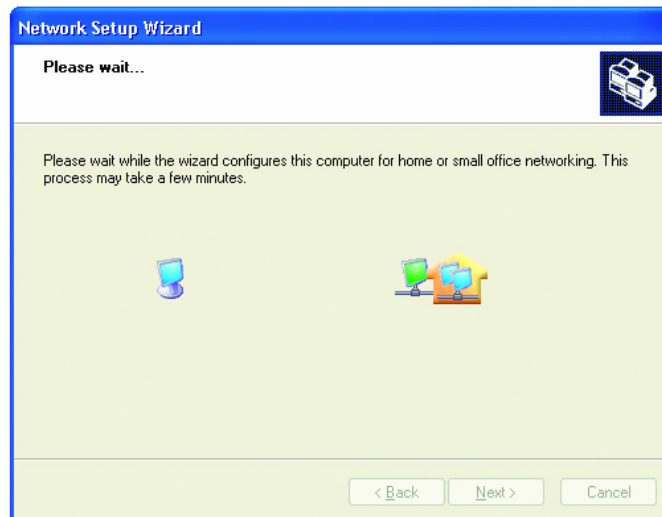 Network Setup Wizard
Please wait...
Please wait while the wizard configures this computer for home or small office networking. This
process may take a few minutes.
< Back
Next >
Cancel